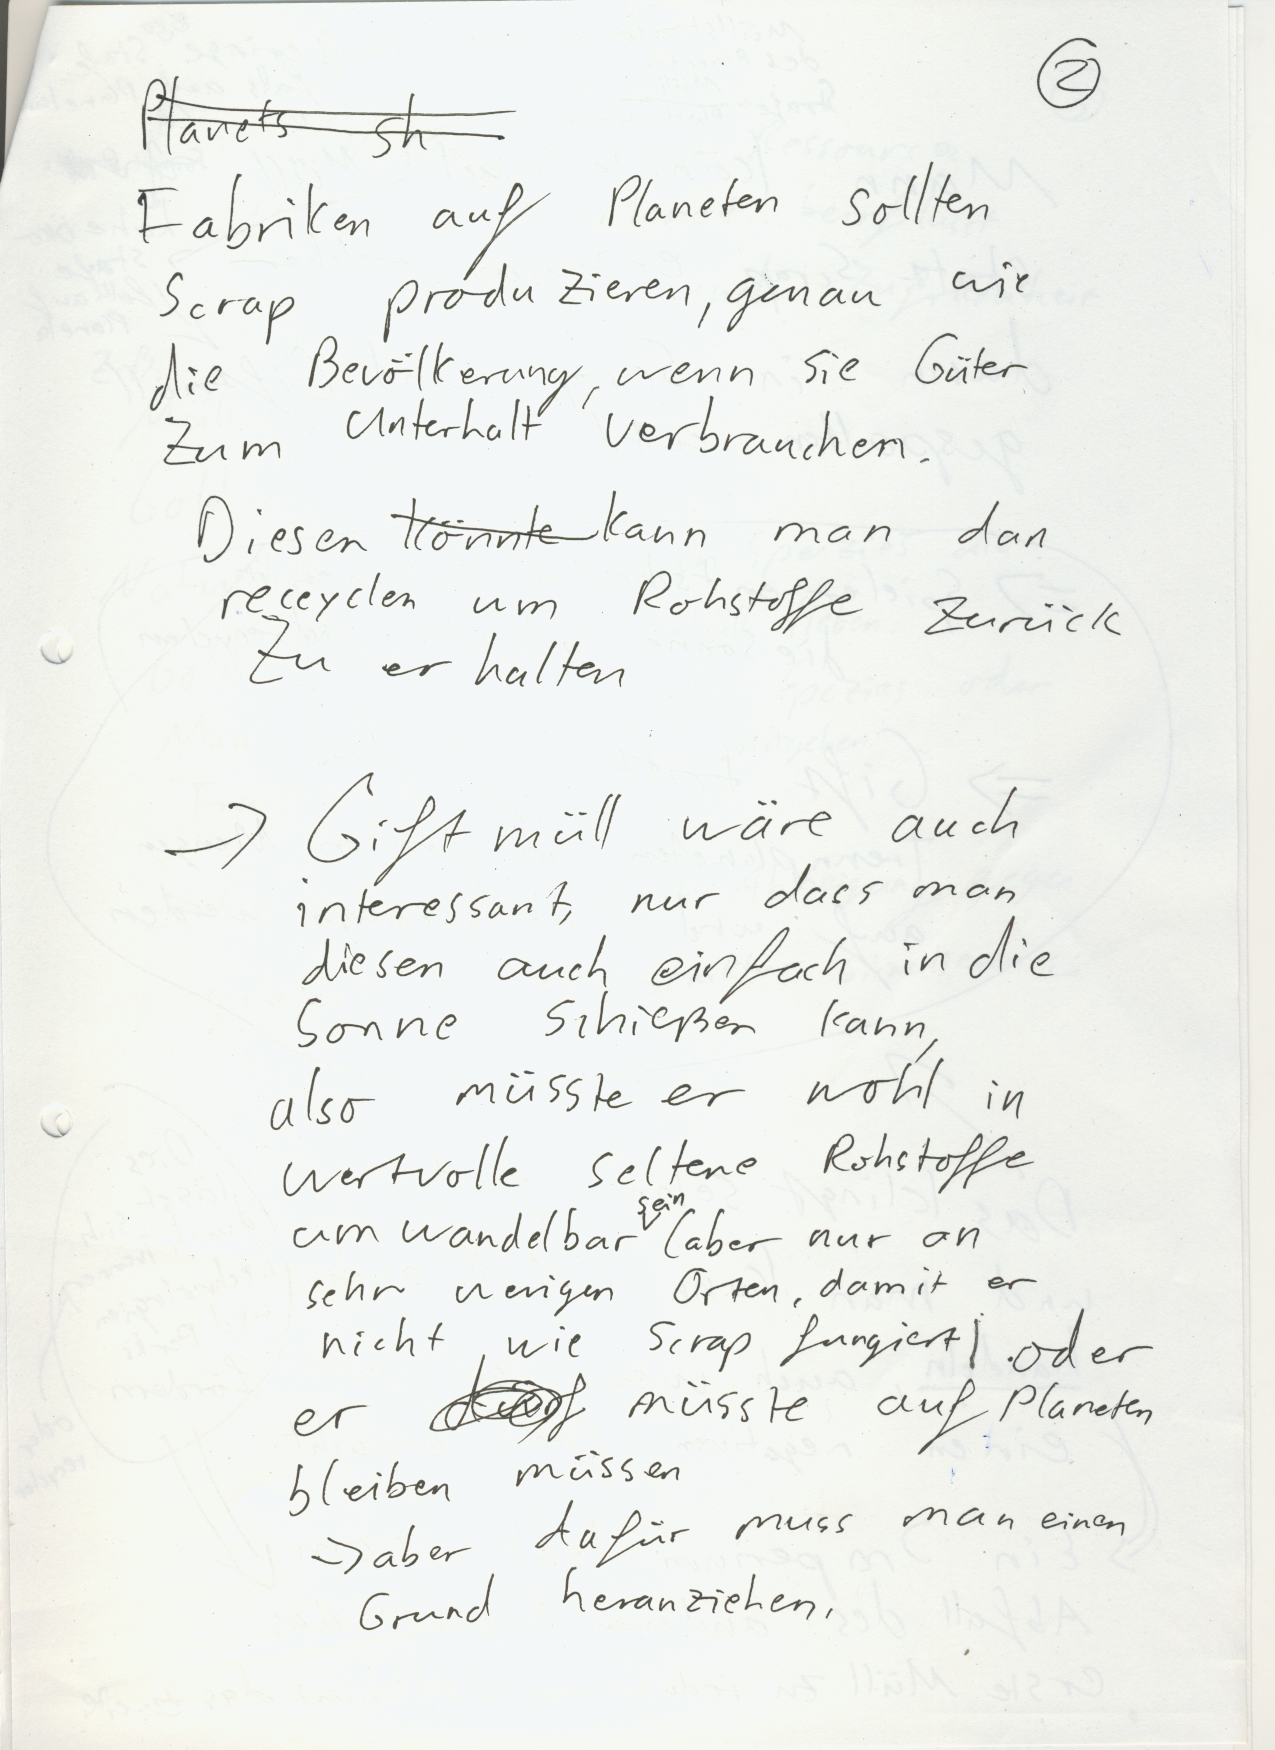 ②
Planets sh
Fabriken auf Planeten sollten
Scrap produzieren, genau wie
die Bevölkerung, wenn sie Güter
zum Unterhalt verbrauchen.
Diesen könnte kann man dan
receyclen um Rohstoffe zurück
zu erhalten
→ Giftmüll wäre auch
interessant, nur dass man
diesen auch einfach in die
Sonne schießen kann,
also müsste er wohl in
wertvolle seltene Rohstoffe
umwandelbar sein (aber nur an
sehr wenigen Orten, damit er
nicht wie Scrap fungiert) oder
er müsste auf Planeten
bleiben müssen
→ aber dafür muss man einen
Grund heranziehen.